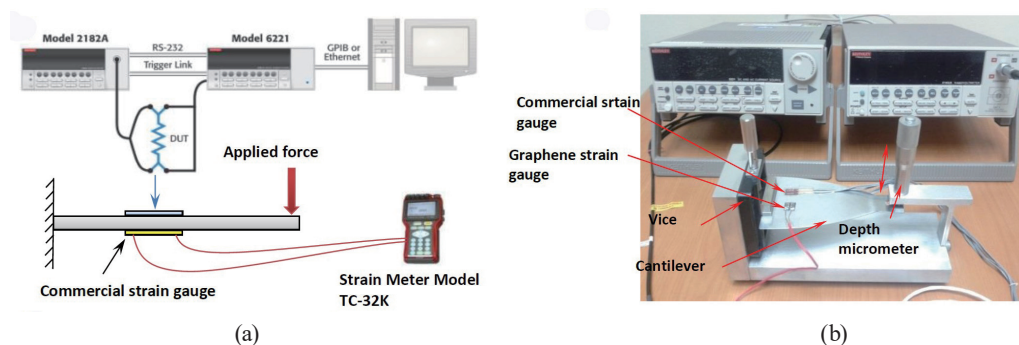 Model 2182A
RS-232
Trigger Link
Model 6221
GPIB or
Ethernet
DUT
Applied force
Commercial strain gauge
Strain Meter Model
TC-32K
(a)
Commercial srtain
gauge
Graphene strain
gauge
Vice
Cantilever
Depth
micrometer
(b)